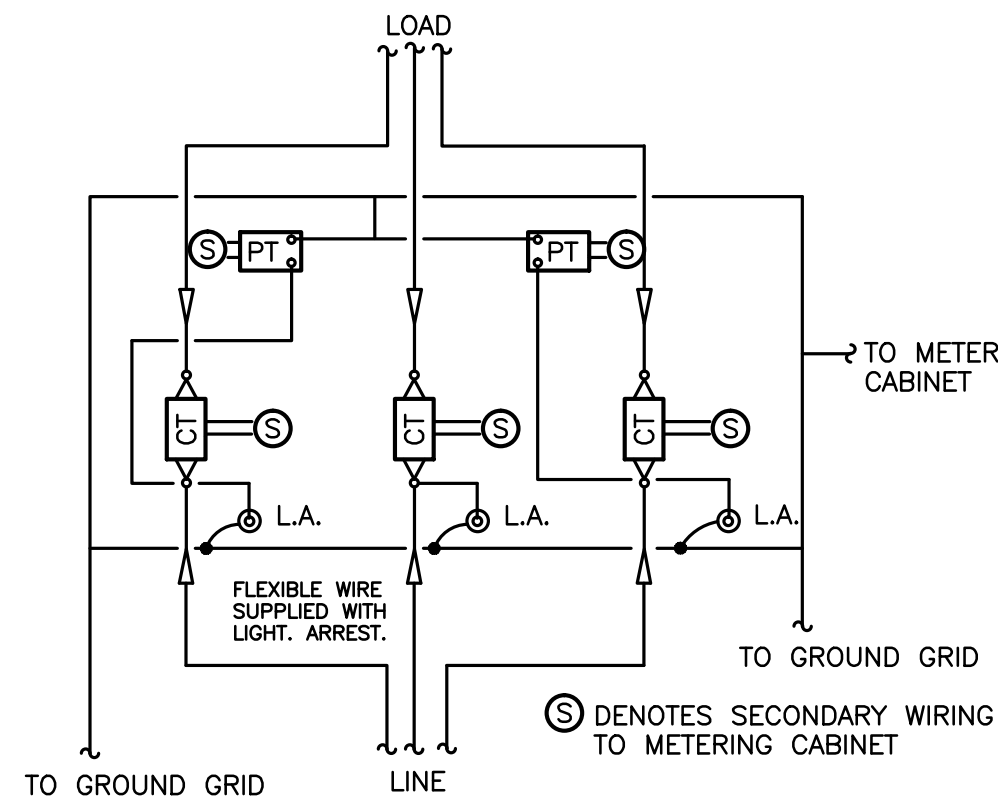 LOAD
S PT PT S
TO METER
CABINET
CT S CT S CT S
L.A. L.A. L.A.
FLEXIBLE WIRE
SUPPLIED WITH
LIGHT. ARREST.
TO GROUND GRID
S DENOTES SECONDARY WIRING
TO METERING CABINET
LINE
TO GROUND GRID